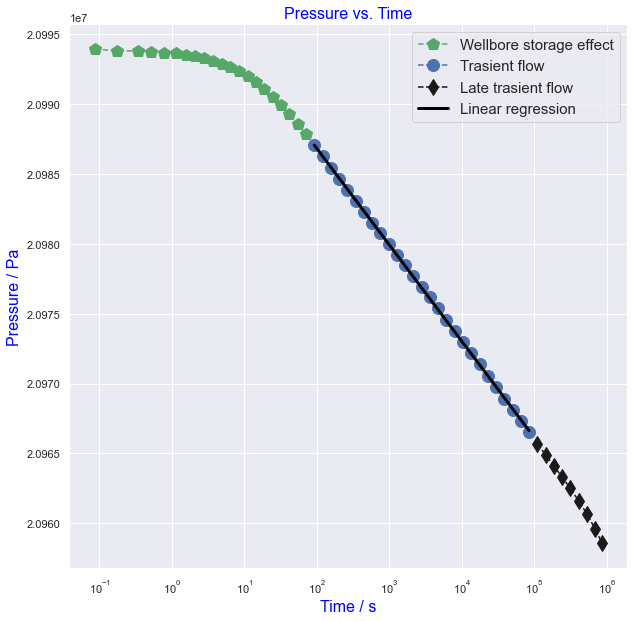 Pressure vs. Time
1e7
2.0995
2.0990
2.0985
2.0980
2.0975
2.0970
2.0965
2.0960
Pressure / Pa
Wellbore storage effect
Trasient flow
Late trasient flow
Linear regression
10⁻¹ 10⁰ 10¹ 10² 10³ 10⁴ 10⁵ 10⁶
Time / s